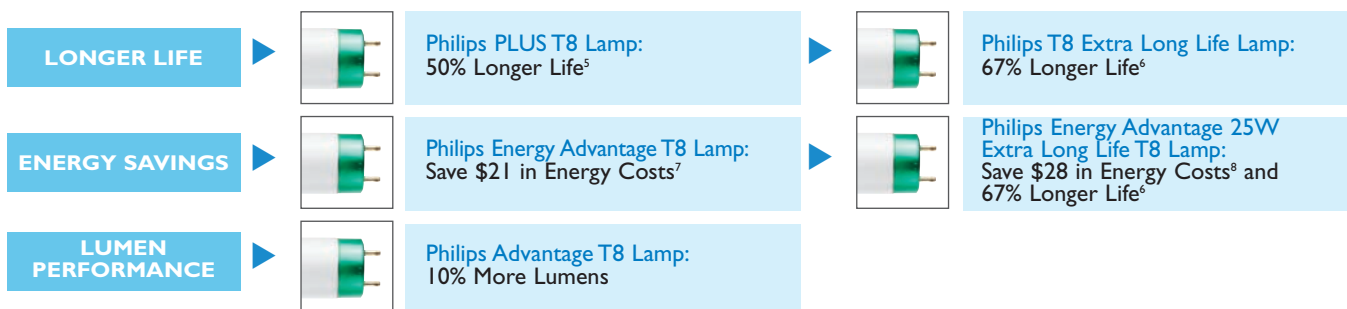 LONGER LIFE
Philips PLUS T8 Lamp:
50% Longer Life⁵
Philips T8 Extra Long Life Lamp:
67% Longer Life⁶
ENERGY SAVINGS
Philips Energy Advantage T8 Lamp:
Save $21 in Energy Costs⁷
Philips Energy Advantage 25W
Extra Long Life T8 Lamp:
Save $28 in Energy Costs⁸ and
67% Longer Life⁶
LUMEN
PERFORMANCE
Philips Advantage T8 Lamp:
10% More Lumens